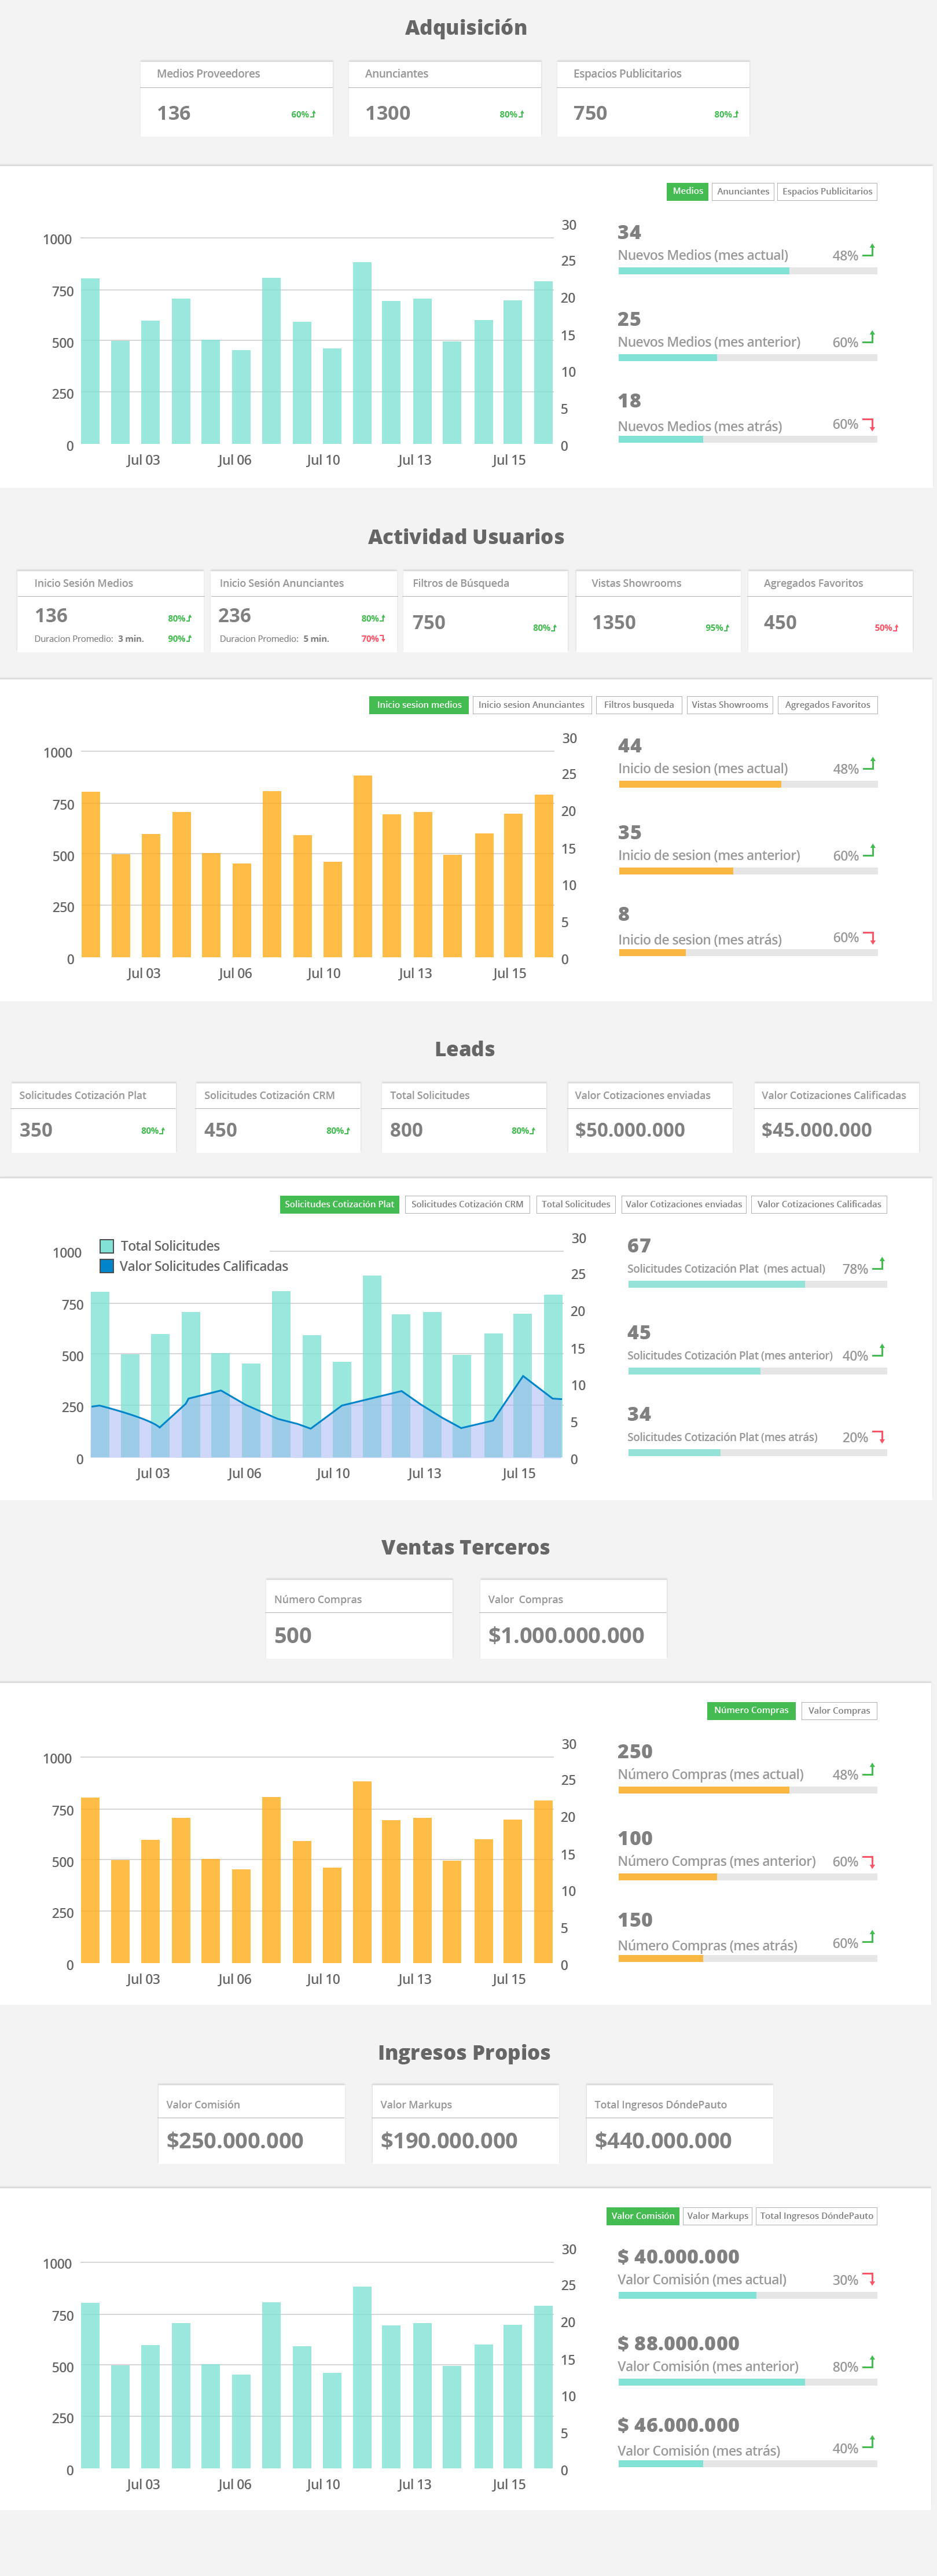 Adquisición
Medios Proveedores
136
60%
Anunciantes
1300
80%
Espacios Publicitarios
750
80%
Medios
Anunciantes
Espacios Publicitarios
1000
750
500
250
0
30
25
20
15
10
5
0
Jul 03
Jul 06
Jul 10
Jul 13
Jul 15
34
Nuevos Medios (mes actual)
48%
25
Nuevos Medios (mes anterior)
60%
18
Nuevos Medios (mes atrás)
60%
Actividad Usuarios
Inicio Sesión Medios
136
80%
Duracion Promedio: 3 min.
90%
Inicio Sesión Anunciantes
236
80%
Duracion Promedio: 5 min.
70%
Filtros de Búsqueda
750
80%
Vistas Showrooms
1350
95%
Agregados Favoritos
450
50%
Inicio sesion medios
Inicio sesion Anunciantes
Filtros busqueda
Vistas Showrooms
Agregados Favoritos
1000
750
500
250
0
30
25
20
15
10
5
0
Jul 03
Jul 06
Jul 10
Jul 13
Jul 15
44
Inicio de sesion (mes actual)
48%
35
Inicio de sesion (mes anterior)
60%
8
Inicio de sesion (mes atrás)
60%
Leads
Solicitudes Cotización Plat
350
80%
Solicitudes Cotización CRM
450
80%
Total Solicitudes
800
80%
Valor Cotizaciones enviadas
$50.000.000
Valor Cotizaciones Calificadas
$45.000.000
Solicitudes Cotización Plat
Solicitudes Cotización CRM
Total Solicitudes
Valor Cotizaciones enviadas
Valor Cotizaciones Calificadas
Total Solicitudes
Valor Solicitudes Calificadas
1000
750
500
250
0
30
25
20
15
10
5
0
Jul 03
Jul 06
Jul 10
Jul 13
Jul 15
67
Solicitudes Cotización Plat (mes actual)
78%
45
Solicitudes Cotización Plat (mes anterior)
40%
34
Solicitudes Cotización Plat (mes atrás)
20%
Ventas Terceros
Número Compras
500
Valor Compras
$1.000.000.000
Número Compras
Valor Compras
1000
750
500
250
0
30
25
20
15
10
5
0
Jul 03
Jul 06
Jul 10
Jul 13
Jul 15
250
Número Compras (mes actual)
48%
100
Número Compras (mes anterior)
60%
150
Número Compras (mes atrás)
60%
Ingresos Propios
Valor Comisión
$250.000.000
Valor Markups
$190.000.000
Total Ingresos DóndePauto
$440.000.000
Valor Comisión
Valor Markups
Total Ingresos DóndePauto
1000
750
500
250
0
30
25
20
15
10
5
0
Jul 03
Jul 06
Jul 10
Jul 13
Jul 15
$ 40.000.000
Valor Comisión (mes actual)
30%
$ 88.000.000
Valor Comisión (mes anterior)
80%
$ 46.000.000
Valor Comisión (mes atrás)
40%